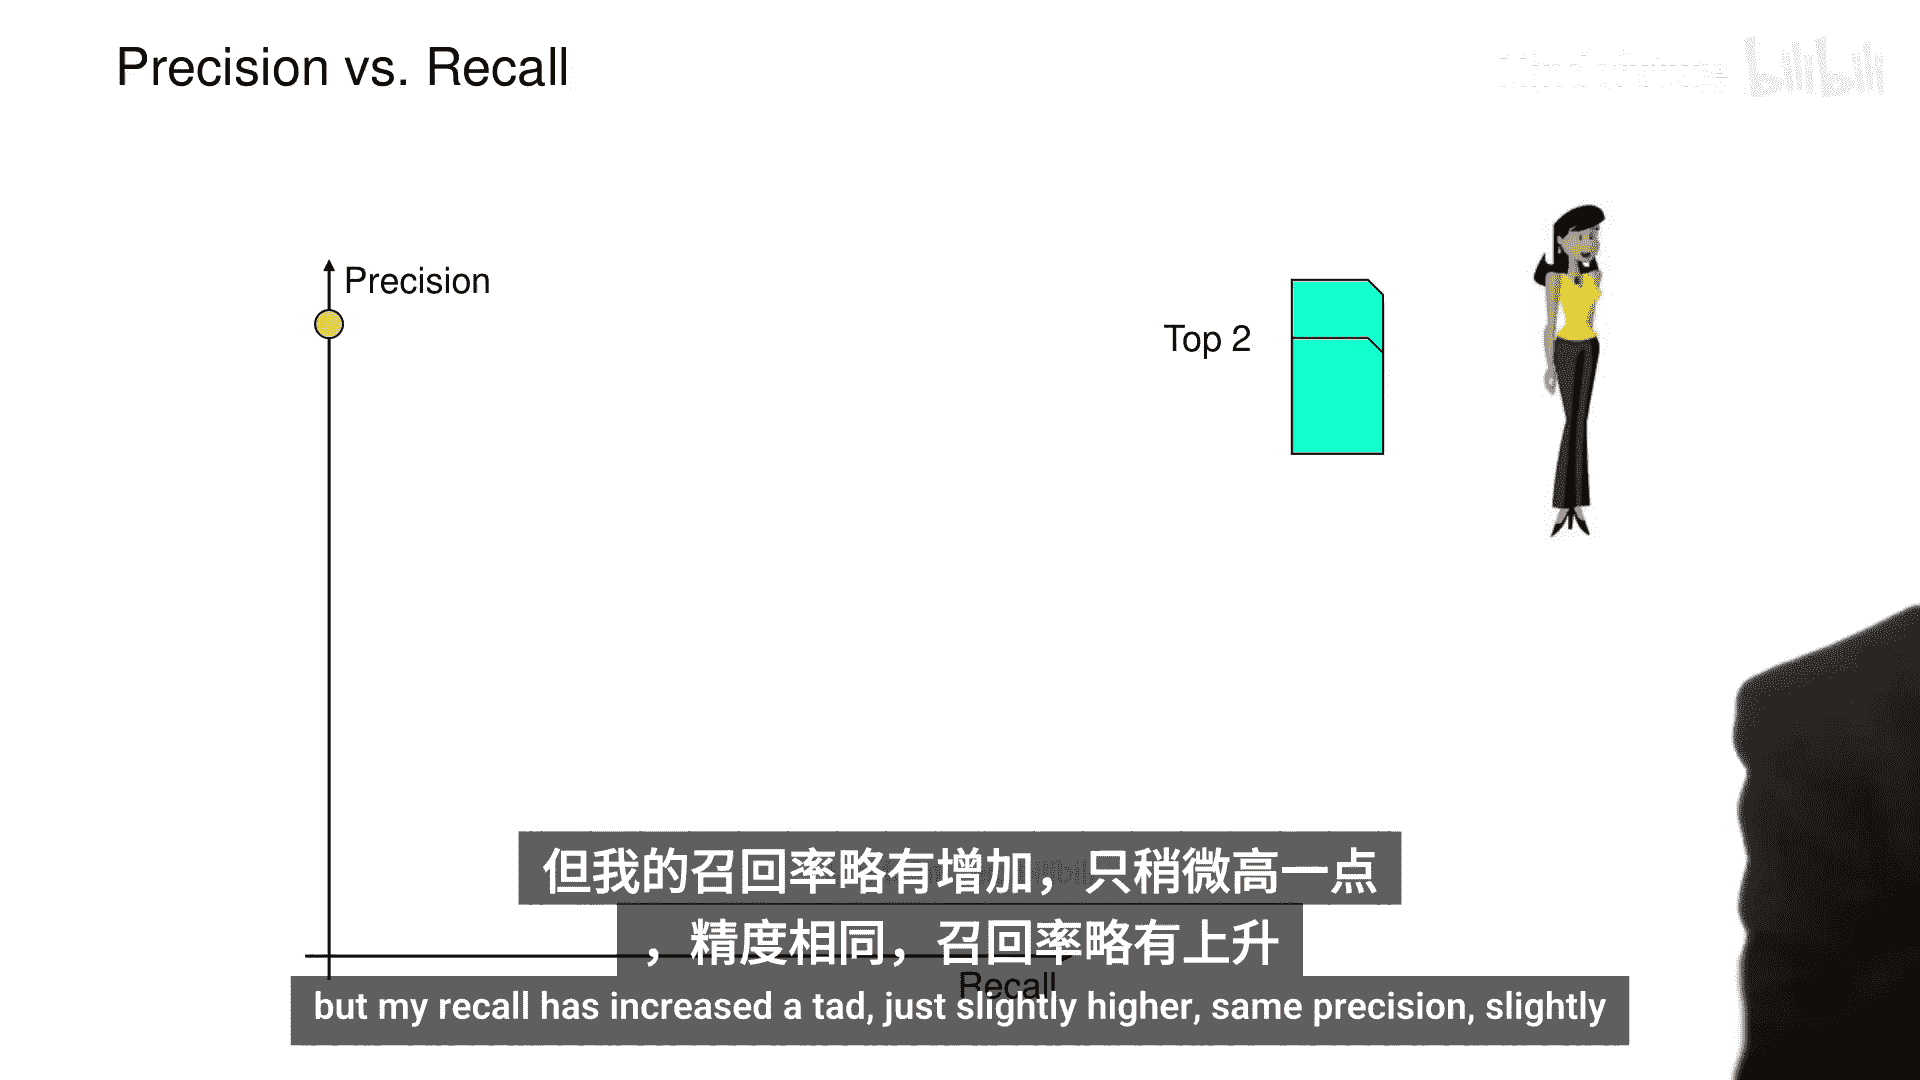 Precision vs. Recall
bilibili
Precision
Top 2
但我的召回率略有增加，只稍微高一点
，精度相同，召回率略有上升
Recall
but my recall has increased a tad, just slightly higher, same precision, slightly